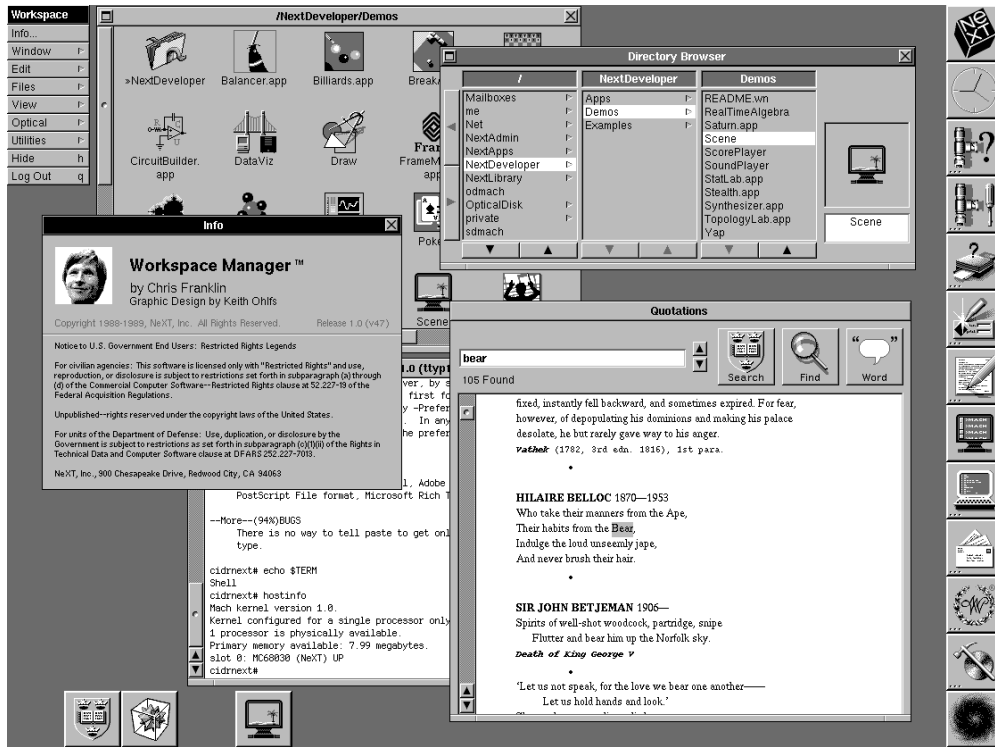 Workspace
Info...
Window
Edit
Files
View
Optical
Utilities
Hide h
Log Out q
/NextDeveloper/Demos
»NextDeveloper
Balancer.app
Billiards.app
CircuitBuilder.
app
DataViz
Draw
Scene
Directory Browser
/
Mailboxes
me
Net
NextAdmin
NextApps
NextDeveloper
NextLibrary
odmach
OpticalDisk
private
sdmach
NextDeveloper
Apps
Demos
Examples
Demos
README.wn
RealTimeAlgebra
Saturn.app
Scene
ScorePlayer
SoundPlayer
StatLab.app
Stealth.app
Synthesizer.app
TopologyLab.app
Yap
Scene
Info
Workspace Manager ™
by Chris Franklin
Graphic Design by Keith Ohlfs
Copyright 1988-1989, NeXT, Inc. All Rights Reserved. Release 1.0 (v47)
Notice to U.S. Government End Users: Restricted Rights Legends
For civilian agencies: This software is licensed only with "Restricted Rights" and use,
reproduction, or disclosure is subject to restrictions set forth in subparagraph (a) through
(d) of the Commercial Computer Software--Restricted Rights clause at 52.227-19 of the
Federal Acquisition Regulations.
Unpublished--rights reserved under the copyright laws of the United States.
For units of the Department of Defense: Use, duplication, or disclosure by the
Government is subject to restrictions as set forth in subparagraph (c)(1)(ii) of the Rights in
Technical Data and Computer Software clause at DFARS 252.227-7013.
NeXT, Inc., 900 Chesapeake Drive, Redwood City, CA 94063
PostScript File format, Microsoft Rich T
--More--(94%)BUGS
There is no way to tell paste to get onl
type.
cidrnext# echo $TERM
Shell
cidrnext# hostinfo
Mach kernel version 1.0.
Kernel configured for a single processor only
1 processor is physically available.
Primary memory available: 7.99 megabytes.
slot 0: MC68030 (NeXT) UP
cidrnext#
Quotations
bear
105 Found
Search
Find
Word
fixed, instantly fell backward, and sometimes expired. For fear,
however, of depopulating his dominions and making his palace
desolate, he but rarely gave way to his anger.
Vathek (1782, 3rd edn. 1816), 1st para.
HILAIRE BELLOC 1870—1953
Who take their manners from the Ape,
Their habits from the Bear,
Indulge the loud unseemly jape,
And never brush their hair.
SIR JOHN BETJEMAN 1906—
Spirits of well-shot woodcock, partridge, snipe
Flutter and bear him up the Norfolk sky.
Death of King George V
'Let us not speak, for the love we bear one another——
Let us hold hands and look.'
NeXT